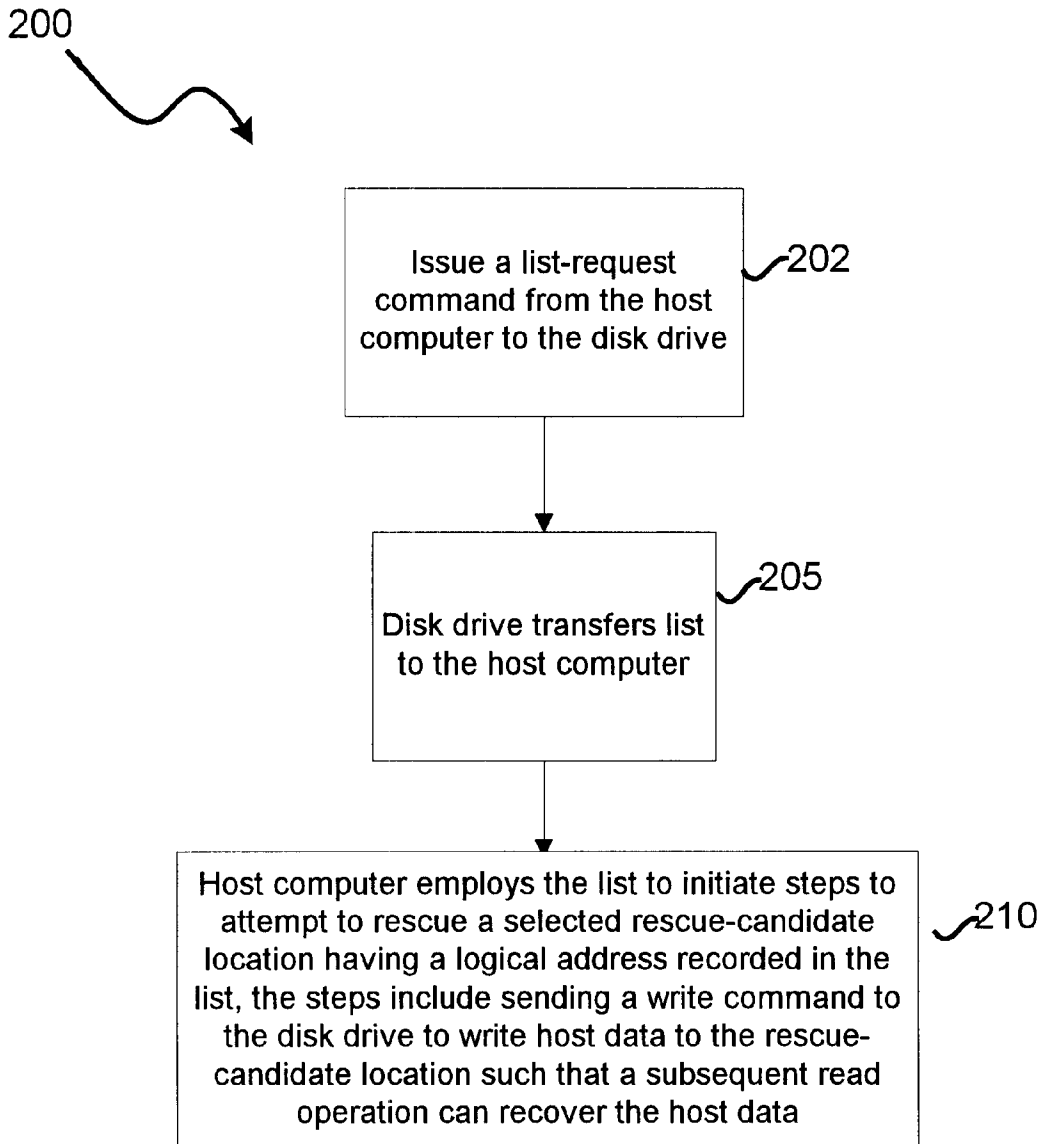 200
Issue a list-request
command from the host
computer to the disk drive
202
Disk drive transfers list
to the host computer
205
Host computer employs the list to initiate steps to
attempt to rescue a selected rescue-candidate
location having a logical address recorded in the
list, the steps include sending a write command to
the disk drive to write host data to the rescue-
candidate location such that a subsequent read
operation can recover the host data
210